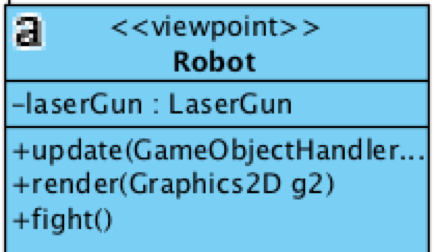 a
<<viewpoint>>
Robot
-laserGun : LaserGun
+update(GameObjectHandler...
+render(Graphics2D g2)
+fight()